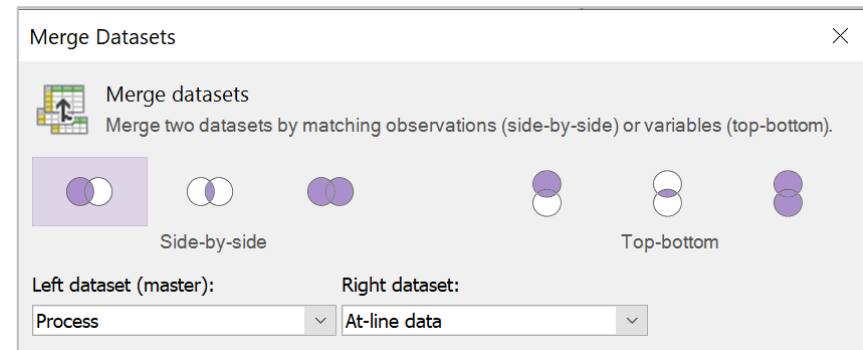 Merge Datasets
Merge datasets
Merge two datasets by matching observations (side-by-side) or variables (top-bottom).
Side-by-side
Top-bottom
Left dataset (master):
Right dataset:
Process
At-line data